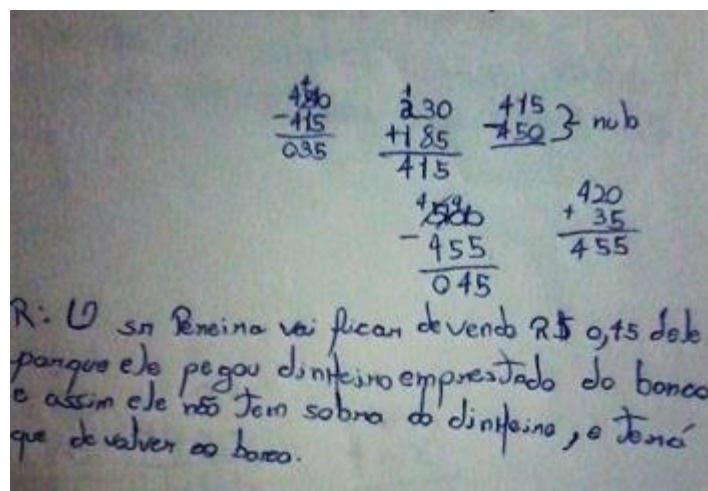 450
-415
035
230
+185
415
415
-450 } nub
500
- 455
045
420
+ 35
455
R: O sr Pereira vai ficar devendo R$ 0,45 dele
porque ele pegou dinheiro emprestado do banco
e assim ele não tem sobra do dinheiro, e terá
que devolver ao banco.